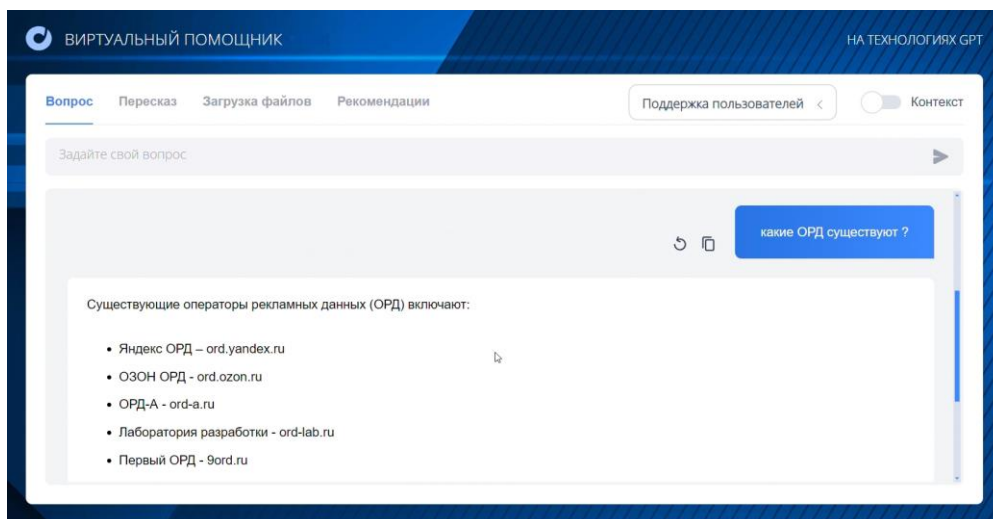 ВИРТУАЛЬНЫЙ ПОМОЩНИК
НА ТЕХНОЛОГИЯХ GPT
Вопрос Пересказ Загрузка файлов Рекомендации Поддержка пользователей Контекст
Задайте свой вопрос
какие ОРД существуют ?
Существующие операторы рекламных данных (ОРД) включают:
• Яндекс ОРД – ord.yandex.ru
• ОЗОН ОРД - ord.ozon.ru
• ОРД-А - ord-a.ru
• Лаборатория разработки - ord-lab.ru
• Первый ОРД - 9ord.ru